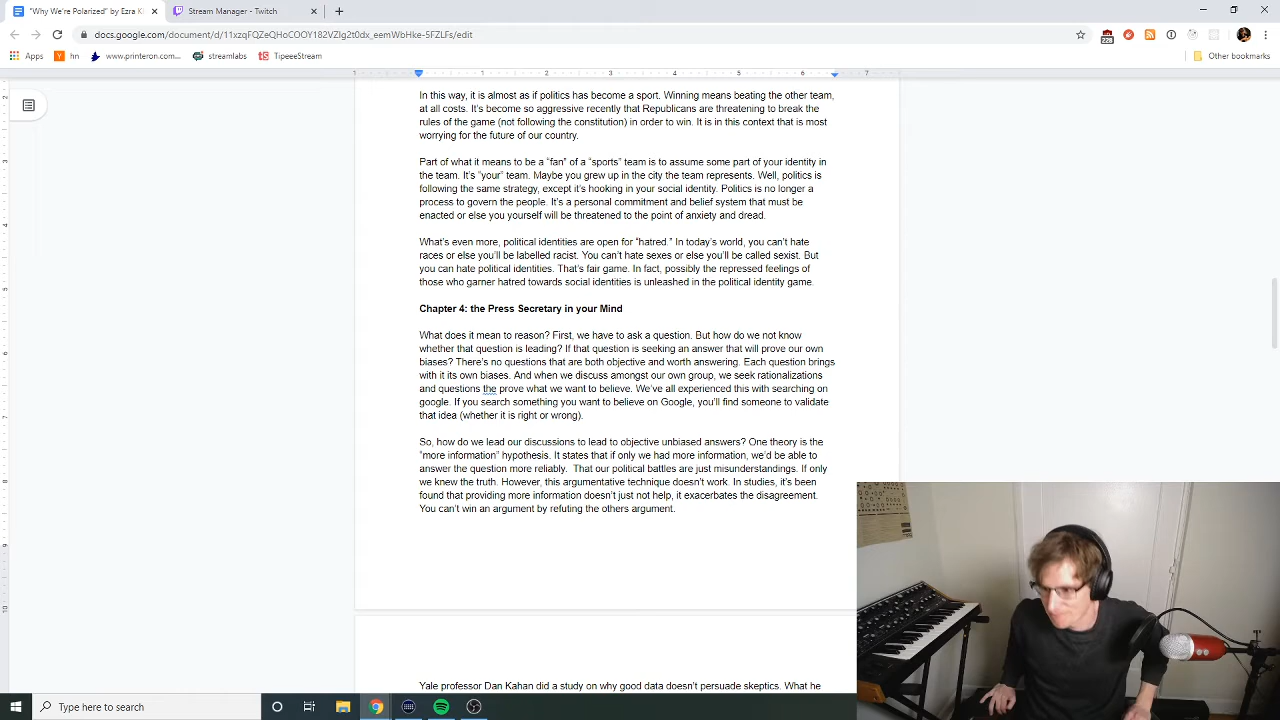 "Why We're Polarized" by Ezra Kl
Stream Manager - Twitch
docs.google.com/document/d/11xzqFQZeQHoCOOY182VZIg2t0dx_eemWbHke-5FZLFs/edit
228
Apps
hn
www.printeron.com...
streamlabs
TipeeeStream
Other bookmarks
1 1 2 3 4 5 6 7
In this way, it is almost as if politics has become a sport. Winning means beating the other team,
at all costs. It's become so aggressive recently that Republicans are threatening to break the
rules of the game (not following the constitution) in order to win. It is in this context that is most
worrying for the future of our country.
Part of what it means to be a "fan" of a "sports" team is to assume some part of your identity in
the team. It's "your" team. Maybe you grew up in the city the team represents. Well, politics is
following the same strategy, except it's hooking in your social identity. Politics is no longer a
process to govern the people. It's a personal commitment and belief system that must be
enacted or else you yourself will be threatened to the point of anxiety and dread.
What's even more, political identities are open for "hatred." In today's world, you can't hate
races or else you'll be labelled racist. You can't hate sexes or else you'll be called sexist. But
you can hate political identities. That's fair game. In fact, possibly the repressed feelings of
those who garner hatred towards social identities is unleashed in the political identity game.
Chapter 4: the Press Secretary in your Mind
What does it mean to reason? First, we have to ask a question. But how do we not know
whether that question is leading? If that question is seeking an answer that will prove our own
biases? There's no questions that are both objective and worth answering. Each question brings
with it its own biases. And when we discuss amongst our own group, we seek rationalizations
and questions the prove what we want to believe. We've all experienced this with searching on
google. If you search something you want to believe on Google, you'll find someone to validate
that idea (whether it is right or wrong).
So, how do we lead our discussions to lead to objective unbiased answers? One theory is the
"more information" hypothesis. It states that if only we had more information, we'd be able to
answer the question more reliably.  That our political battles are just misunderstandings. If only
we knew the truth. However, this argumentative technique doesn't work. In studies, it's been
found that providing more information doesn't just not help, it exacerbates the disagreement.
You can't win an argument by refuting the others argument.
Yale professor Dan Kahan did a study on why good data doesn't persuade skeptics. What he
Type here to search